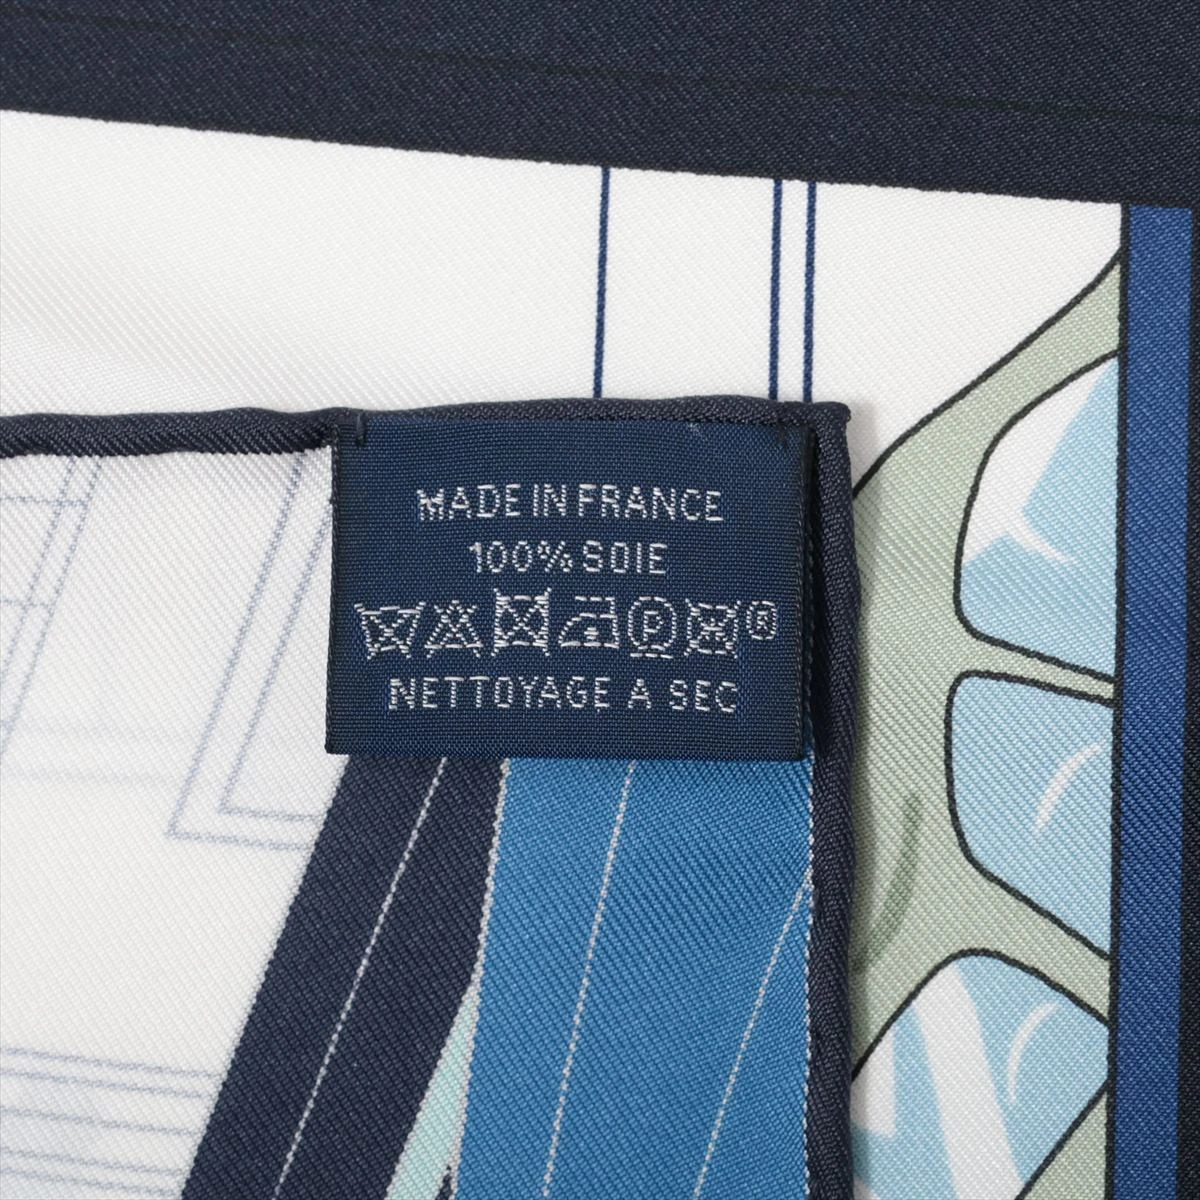 MADE IN FRANCE
100% SOIE
P ®
NETTOYAGE A SEC